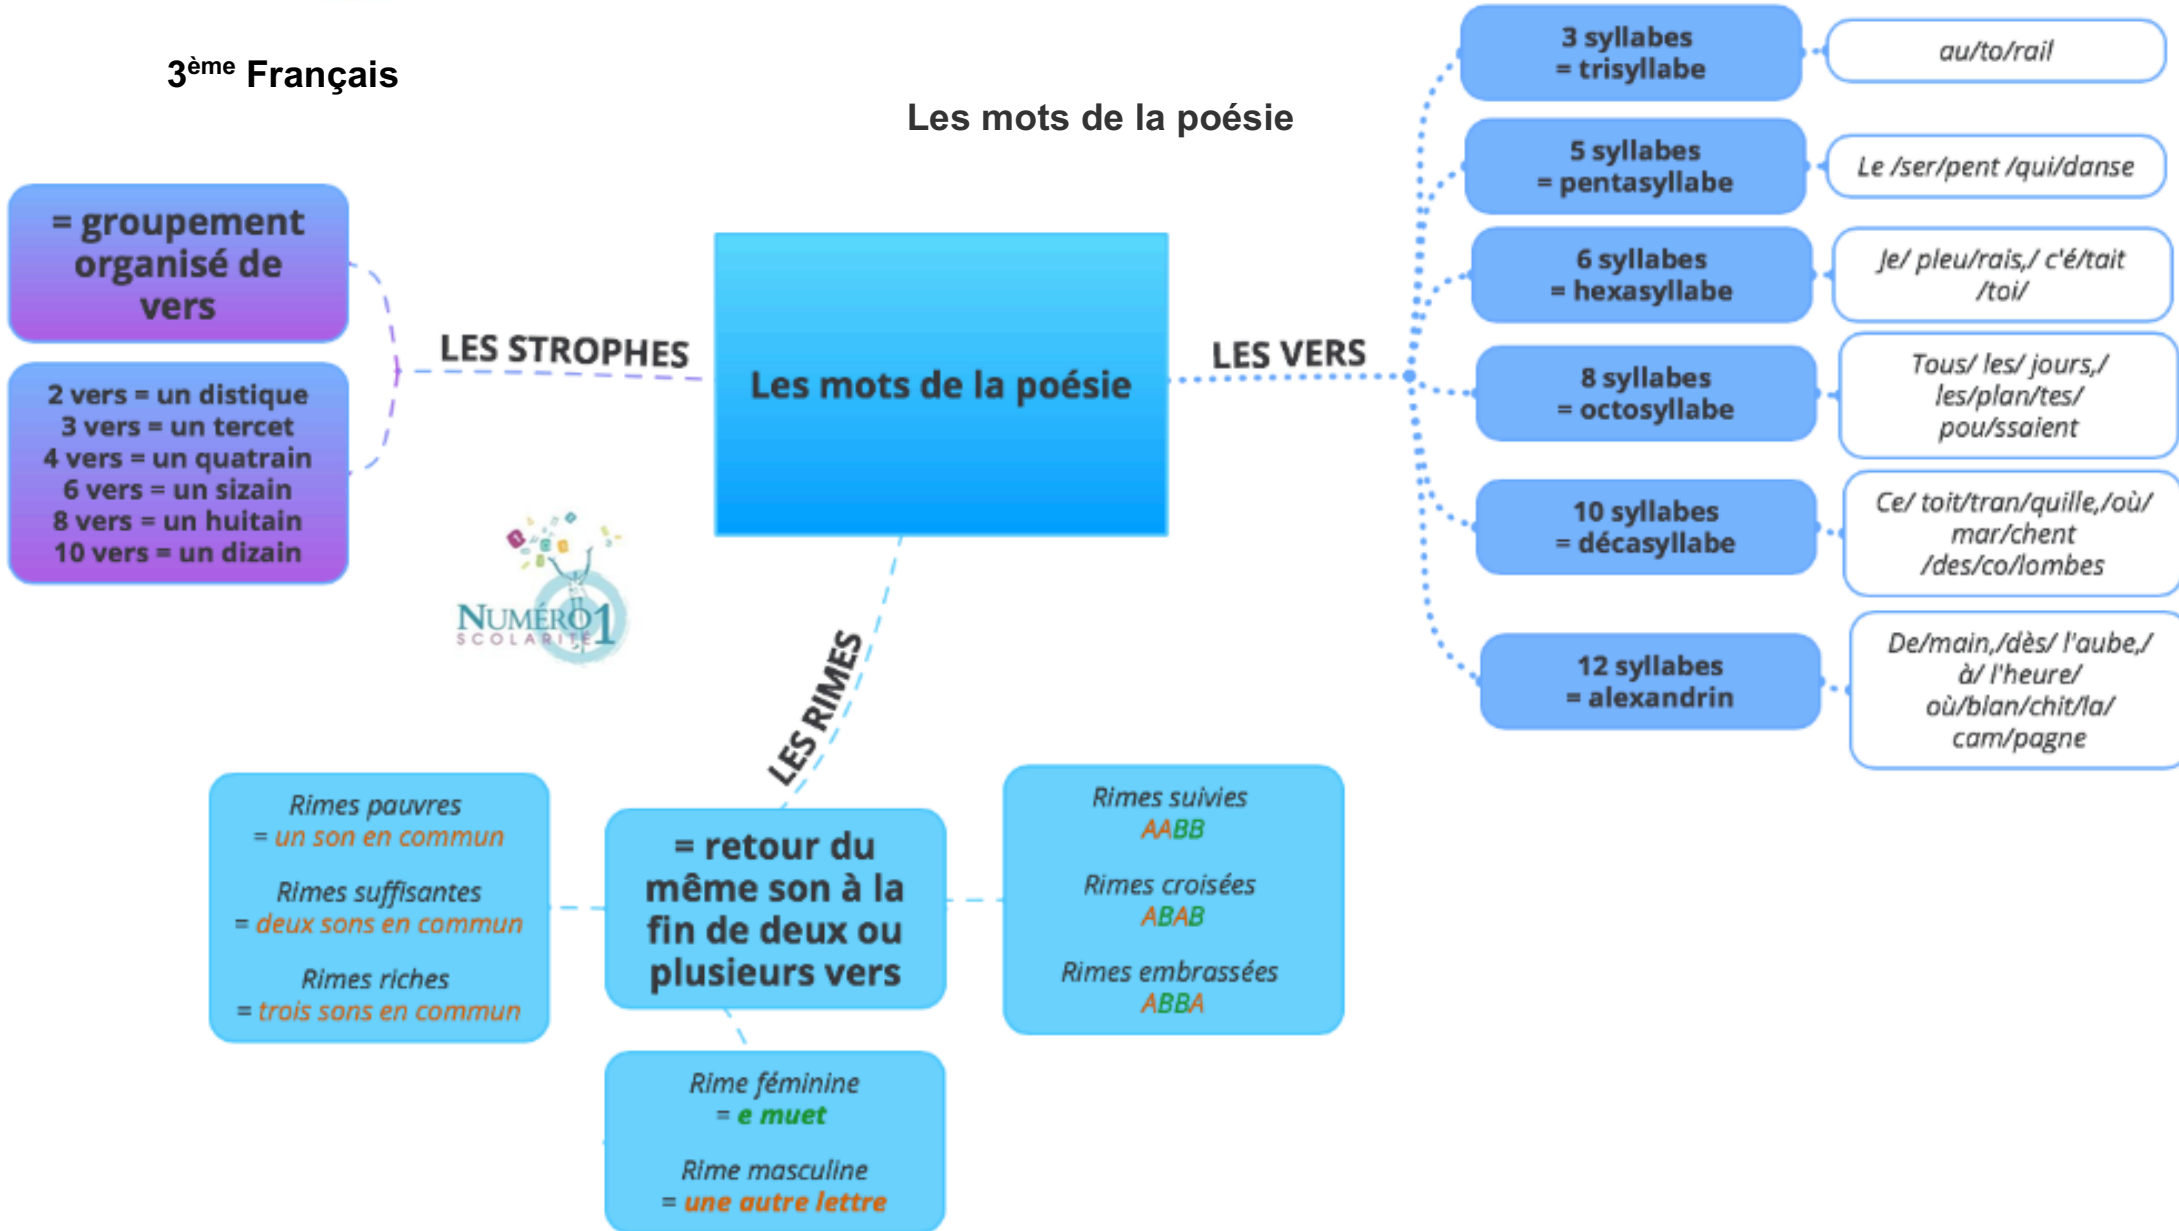 3ème Français
Les mots de la poésie
= groupement
organisé de
vers
2 vers = un distique
3 vers = un tercet
4 vers = un quatrain
6 vers = un sizain
8 vers = un huitain
10 vers = un dizain
LES STROPHES
Les mots de la poésie
LES VERS
3 syllabes
= trisyllabe
au/to/rail
5 syllabes
= pentasyllabe
Le /ser/pent /qui/danse
6 syllabes
= hexasyllabe
Je/ pleu/rais,/ c'é/tait
/toi/
8 syllabes
= octosyllabe
Tous/ les/ jours,/
les/plan/tes/
pou/ssaient
10 syllabes
= décasyllabe
Ce/ toit/tran/quille,/où/
mar/chent
/des/co/lombes
12 syllabes
= alexandrin
De/main,/dès/ l'aube,/
à/ l'heure/
où/blan/chit/la/
cam/pagne
NUMÉRO1
SCOLARITÉ
LES RIMES
Rimes pauvres
= un son en commun
Rimes suffisantes
= deux sons en commun
Rimes riches
= trois sons en commun
= retour du
même son à la
fin de deux ou
plusieurs vers
Rimes suivies
AABB
Rimes croisées
ABAB
Rimes embrassées
ABBA
Rime féminine
= e muet
Rime masculine
= une autre lettre